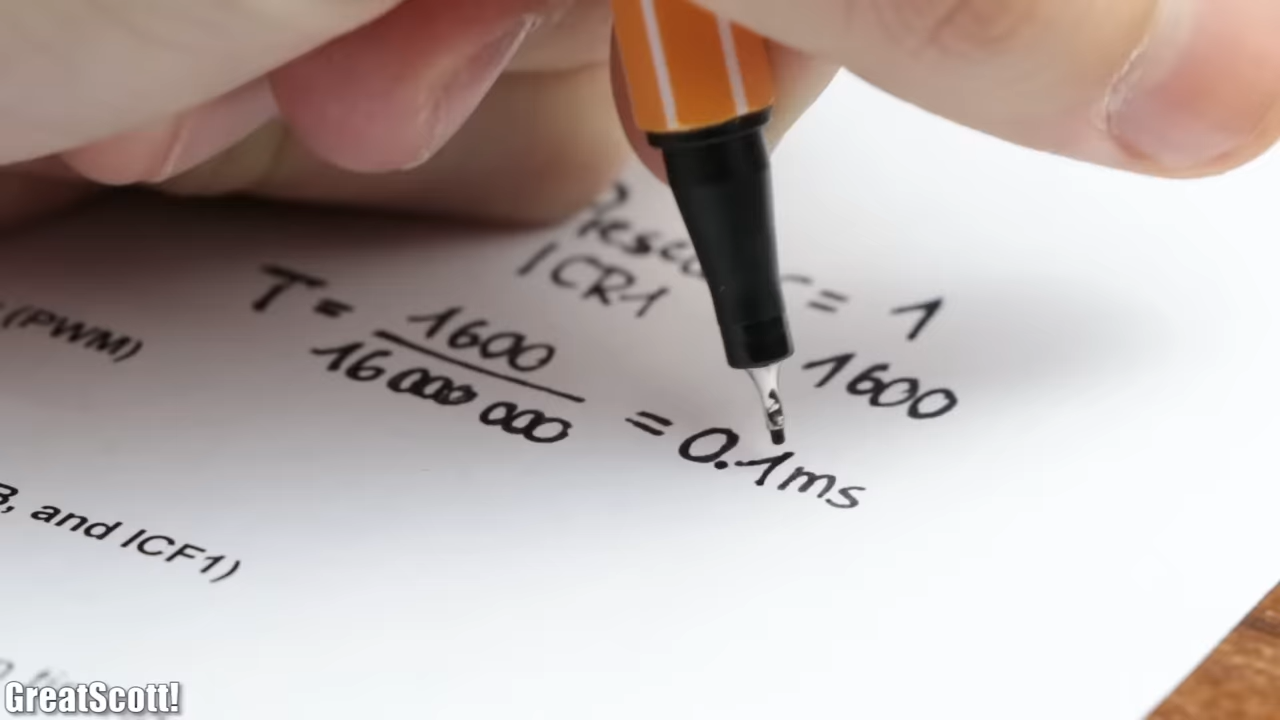 = 1
ICR1 1600
T = 1600
16 000 000
= 0.1ms
(PWM)
, and ICF1)
GreatScott!